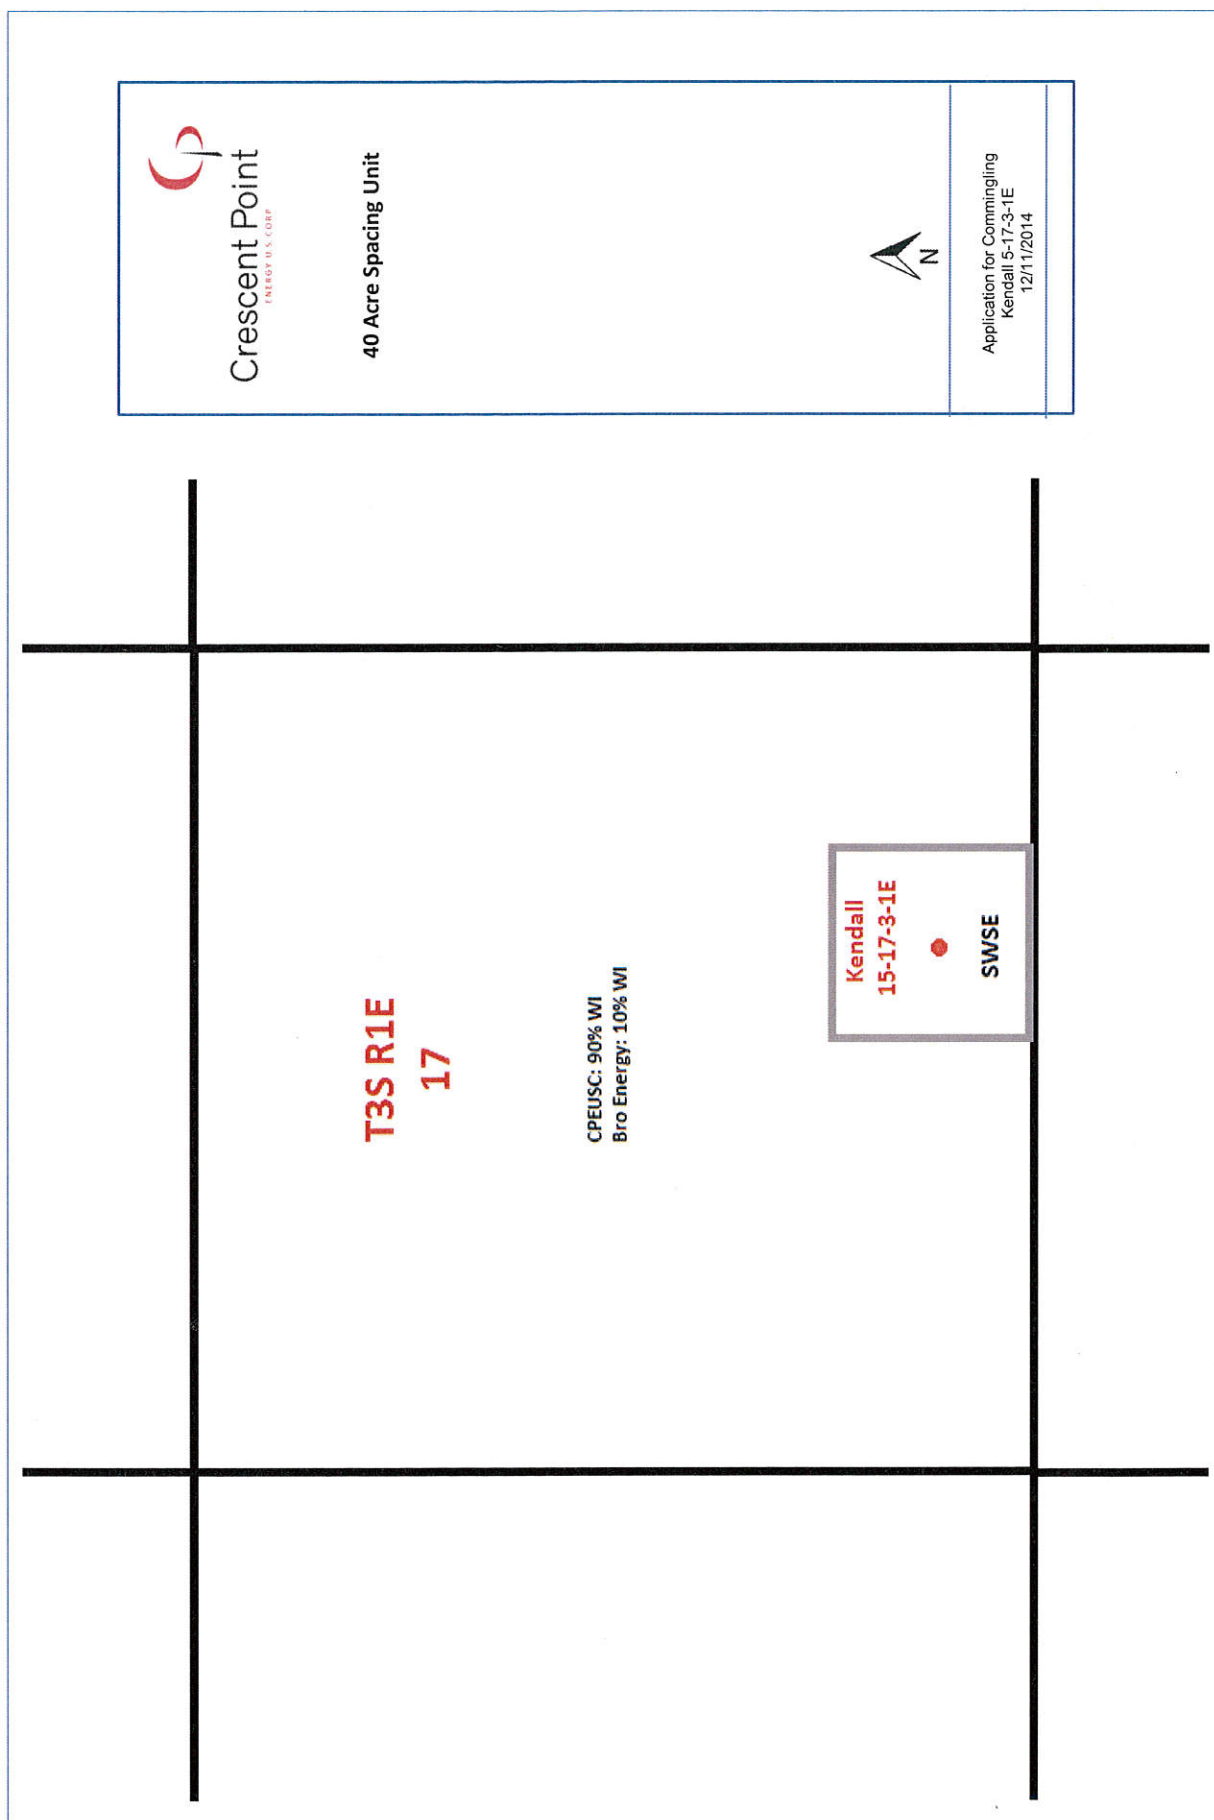 T3S R1E
17
CPEUSC: 90% WI
Bro Energy: 10% WI
Kendall
15-17-3-1E
SWSE
Crescent Point
ENERGY U.S. CORP
40 Acre Spacing Unit
N
Application for Commingling
Kendall 5-17-3-1E
12/11/2014